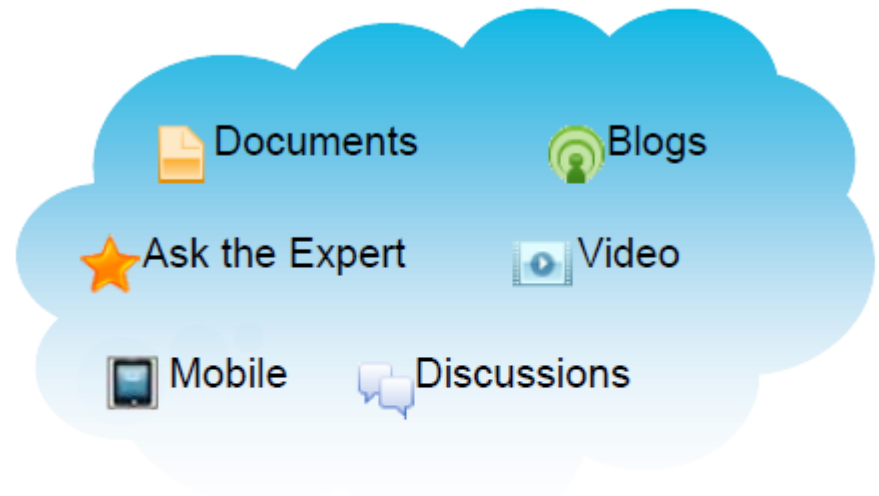 Documents
Blogs
Ask the Expert
Video
Mobile
Discussions